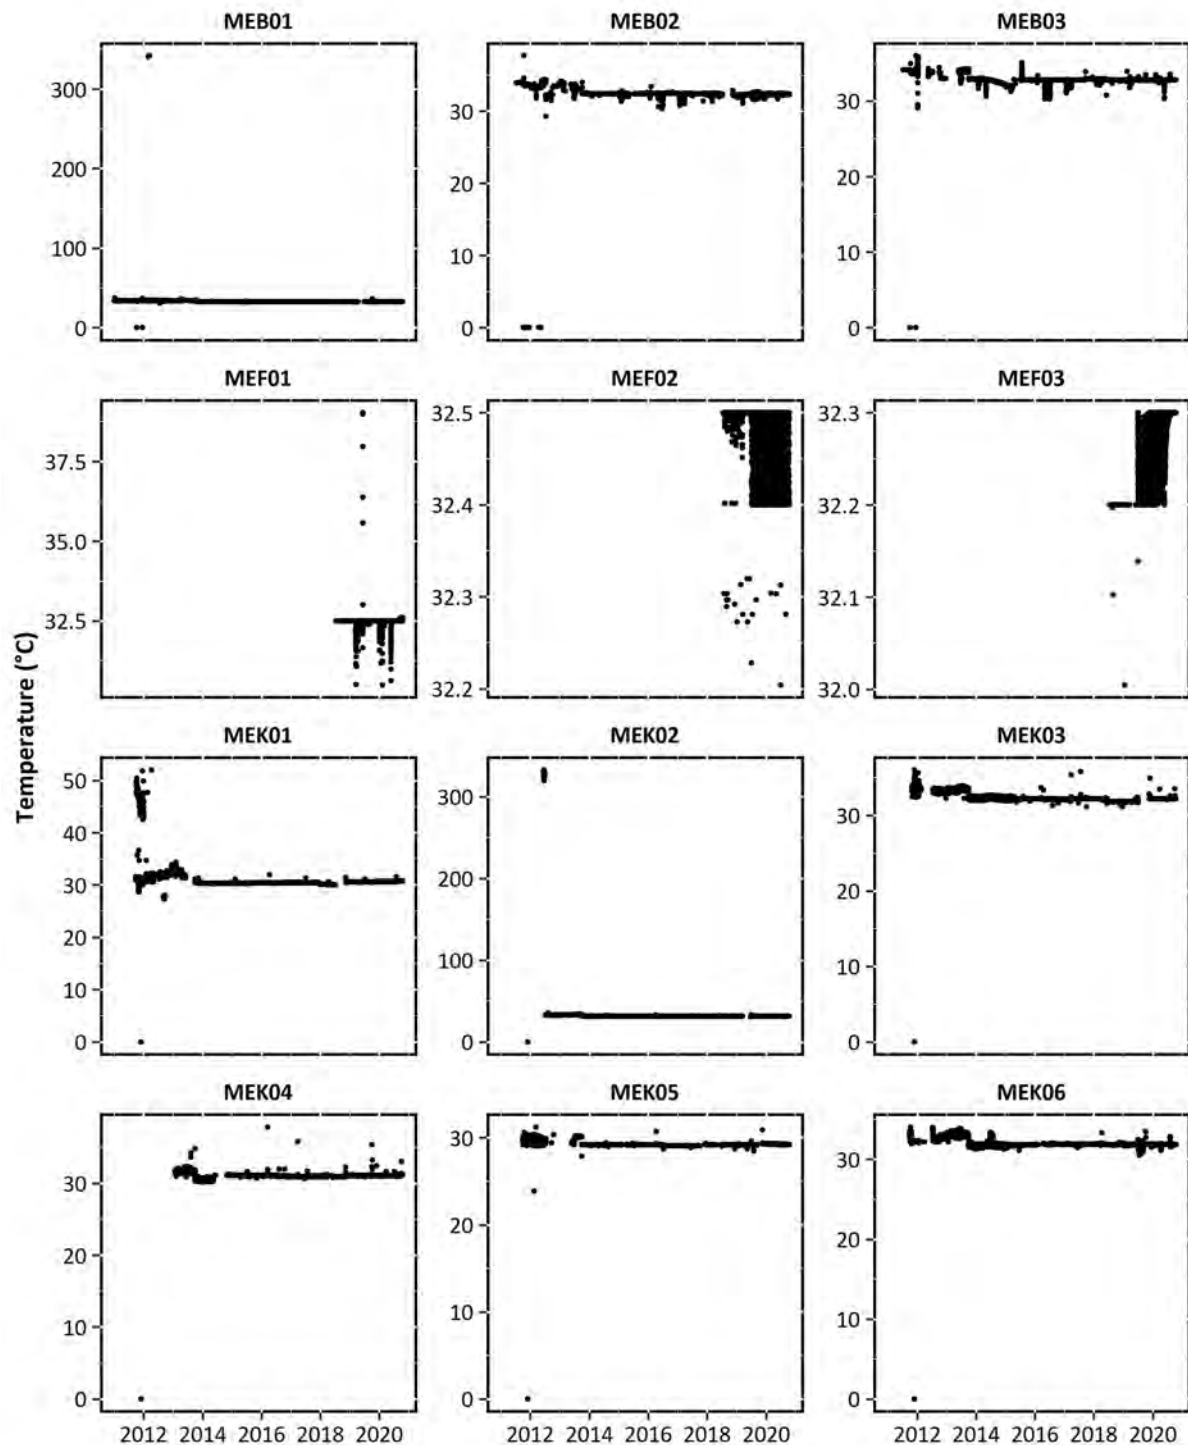 MEB01 MEB02 MEB03
300 30 30
200 20 20
100 10 10
0 0 0
MEF01 MEF02 MEF03
32.5 32.3
37.5
32.4 32.2
35.0
32.3 32.1
32.5
32.2 32.0
Temperature (°C)
MEK01 MEK02 MEK03
50
40 300 30
30 200 20
20
10 100 10
0 0 0
MEK04 MEK05 MEK06
30 30 30
20 20 20
10 10 10
0 0 0
2012 2014 2016 2018 2020 2012 2014 2016 2018 2020 2012 2014 2016 2018 2020